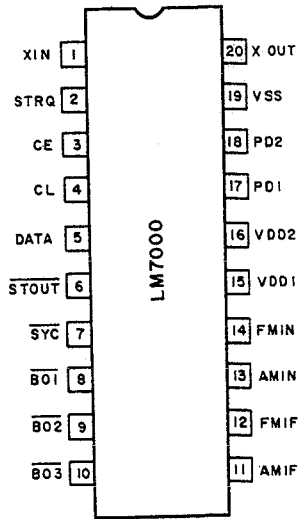 XIN 1
STRQ 2
CE 3
CL 4
DATA 5
STOUT 6
SYC 7
BO1 8
BO2 9
BO3 10
LM7000
20 X OUT
19 VSS
18 PD2
17 PD1
16 VDD2
15 VDD1
14 FMIN
13 AMIN
12 FMIF
11 AMIF